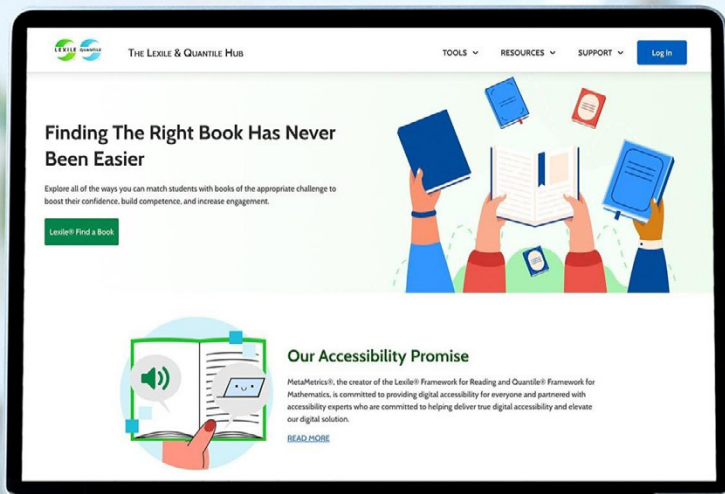 LEXILE QUANTILE
THE LEXILE & QUANTILE HUB
TOOLS
RESOURCES
SUPPORT
Log In
Finding The Right Book Has Never
Been Easier
Explore all of the ways you can match students with books of the appropriate challenge to
boost their confidence, build competence, and increase engagement.
Lexile® Find a Book
Our Accessibility Promise
MetaMetrics®, the creator of the Lexile® Framework for Reading and Quantile® Framework for
Mathematics, is committed to providing digital accessibility for everyone and partnered with
accessibility experts who are committed to helping deliver true digital accessibility and elevate
our digital solution.
READ MORE